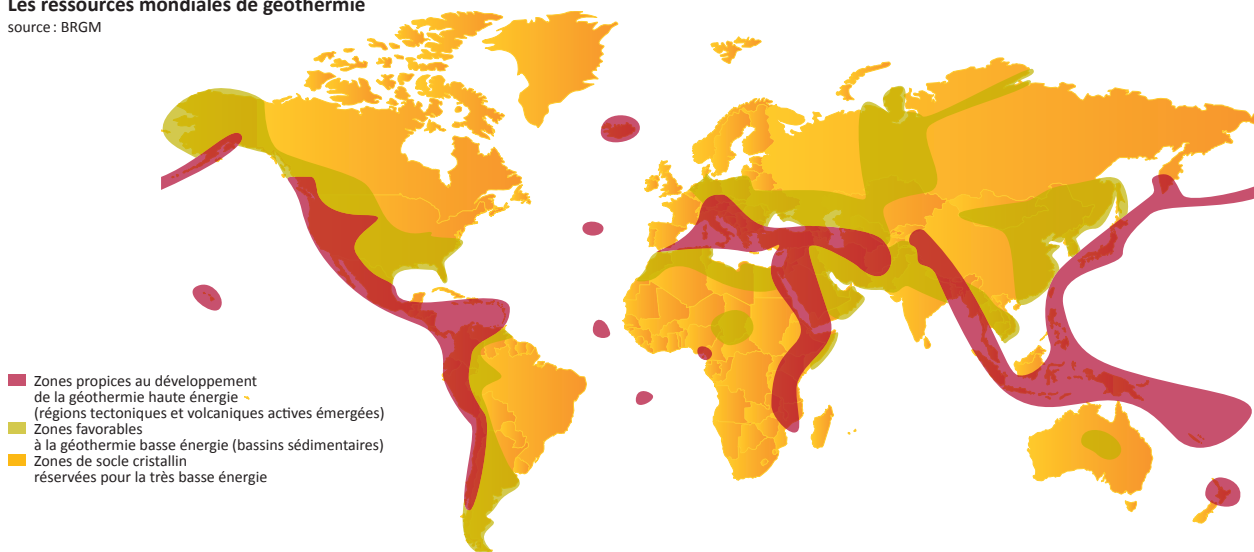 Les ressources mondiales de géothermie
source : BRGM
Zones propices au développement
de la géothermie haute énergie
(régions tectoniques et volcaniques actives émergées)
Zones favorables
à la géothermie basse énergie (bassins sédimentaires)
Zones de socle cristallin
réservées pour la très basse énergie